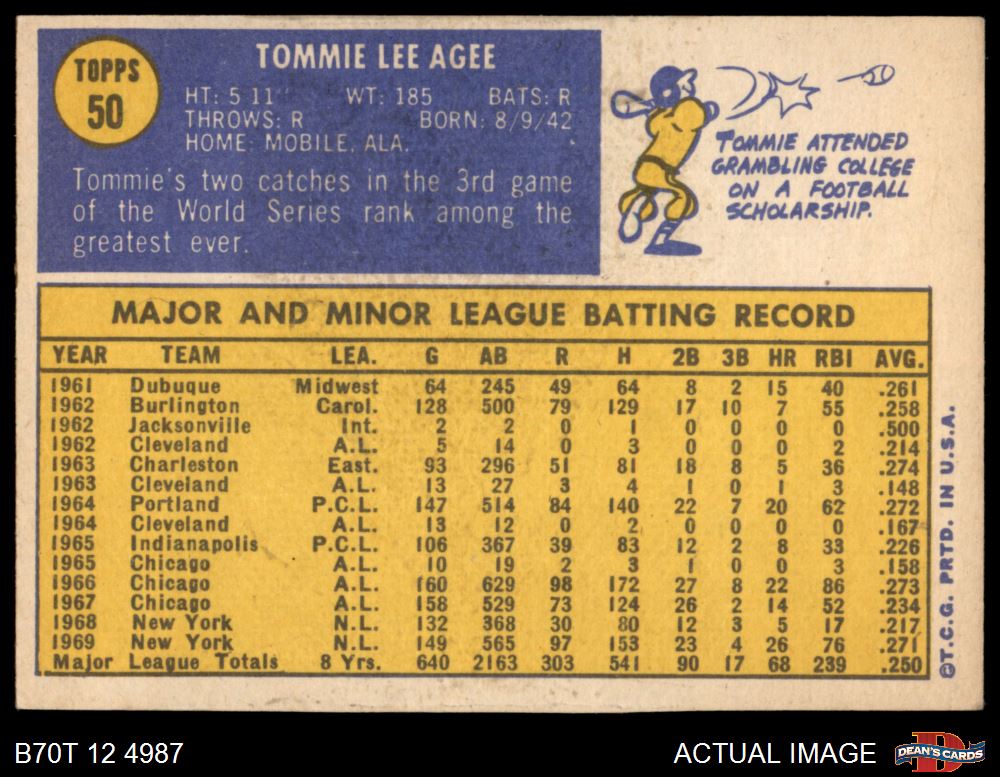 TOPPS
50
TOMMIE LEE AGEE
HT: 5 11 WT: 185 BATS: R
THROWS: R BORN: 8/9/42
HOME: MOBILE, ALA.
Tommie's two catches in the 3rd game
of the World Series rank among the
greatest ever.
TOMMIE ATTENDED
GRAMBLING COLLEGE
ON A FOOTBALL
SCHOLARSHIP.
MAJOR AND MINOR LEAGUE BATTING RECORD
YEAR TEAM LEA. G AB R H 2B 3B HR RBI AVG.
1961 Dubuque Midwest 64 245 49 64 8 2 15 40 .261
1962 Burlington Carol. 128 500 79 129 17 10 7 55 .258
1962 Jacksonville Int. 2 2 0 1 0 0 0 0 .500
1962 Cleveland A.L. 5 14 0 3 0 0 0 2 .214
1963 Charleston East. 93 296 51 81 18 8 5 36 .274
1963 Cleveland A.L. 13 27 3 4 1 0 1 3 .148
1964 Portland P.C.L. 147 514 84 140 22 7 20 62 .272
1964 Cleveland A.L. 13 12 0 2 0 0 0 0 .167
1965 Indianapolis P.C.L. 106 367 39 83 12 2 8 33 .226
1965 Chicago A.L. 10 19 2 3 1 0 0 3 .158
1966 Chicago A.L. 160 629 98 172 27 8 22 86 .273
1967 Chicago A.L. 158 529 73 124 26 2 14 52 .234
1968 New York N.L. 132 368 30 80 12 3 5 17 .217
1969 New York N.L. 149 565 97 153 23 4 26 76 .271
Major League Totals 8 Yrs. 640 2163 303 541 90 17 68 239 .250
©T.C.G. PRTD. IN U.S.A.
B70T 12 4987
ACTUAL IMAGE
DEAN'S CARDS